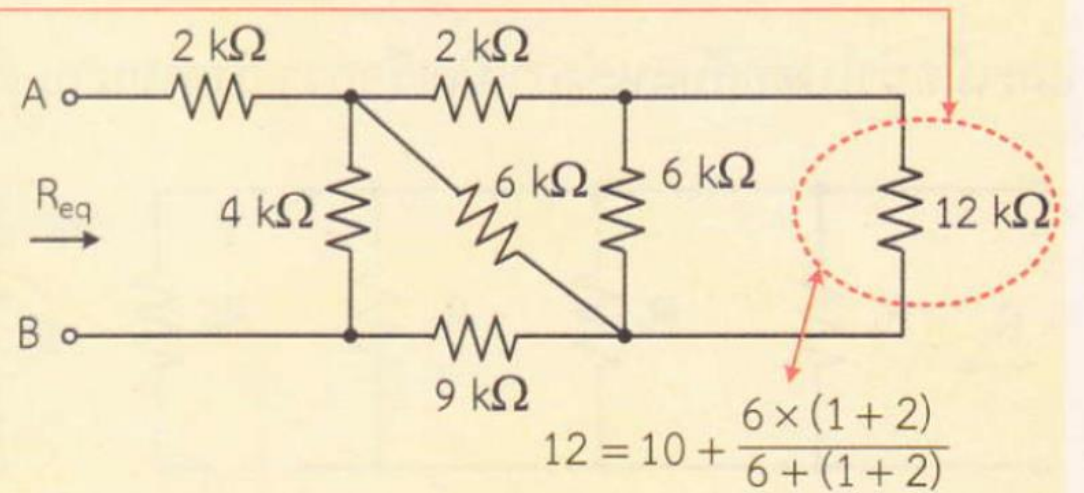 2 kΩ 2 kΩ
A
R_eq 4 kΩ 6 kΩ 6 kΩ 12 kΩ
B
9 kΩ
12 = 10 + \frac{6 × (1 + 2)}{6 + (1 + 2)}